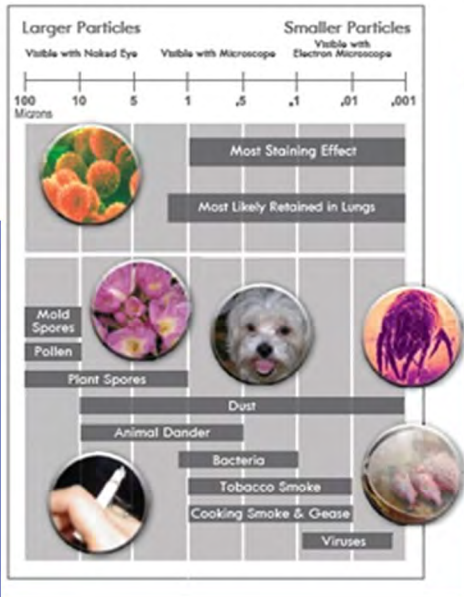 Larger Particles
Smaller Particles
Visible with Naked Eye
Visible with Microscope
Visible with
Electron Microscope
100
10
5
1
.5
.1
.01
.001
Microns
Most Staining Effect
Most Likely Retained in Lungs
Mold
Spores
Pollen
Plant Spores
Dust
Animal Dander
Bacteria
Tobacco Smoke
Cooking Smoke & Gease
Viruses